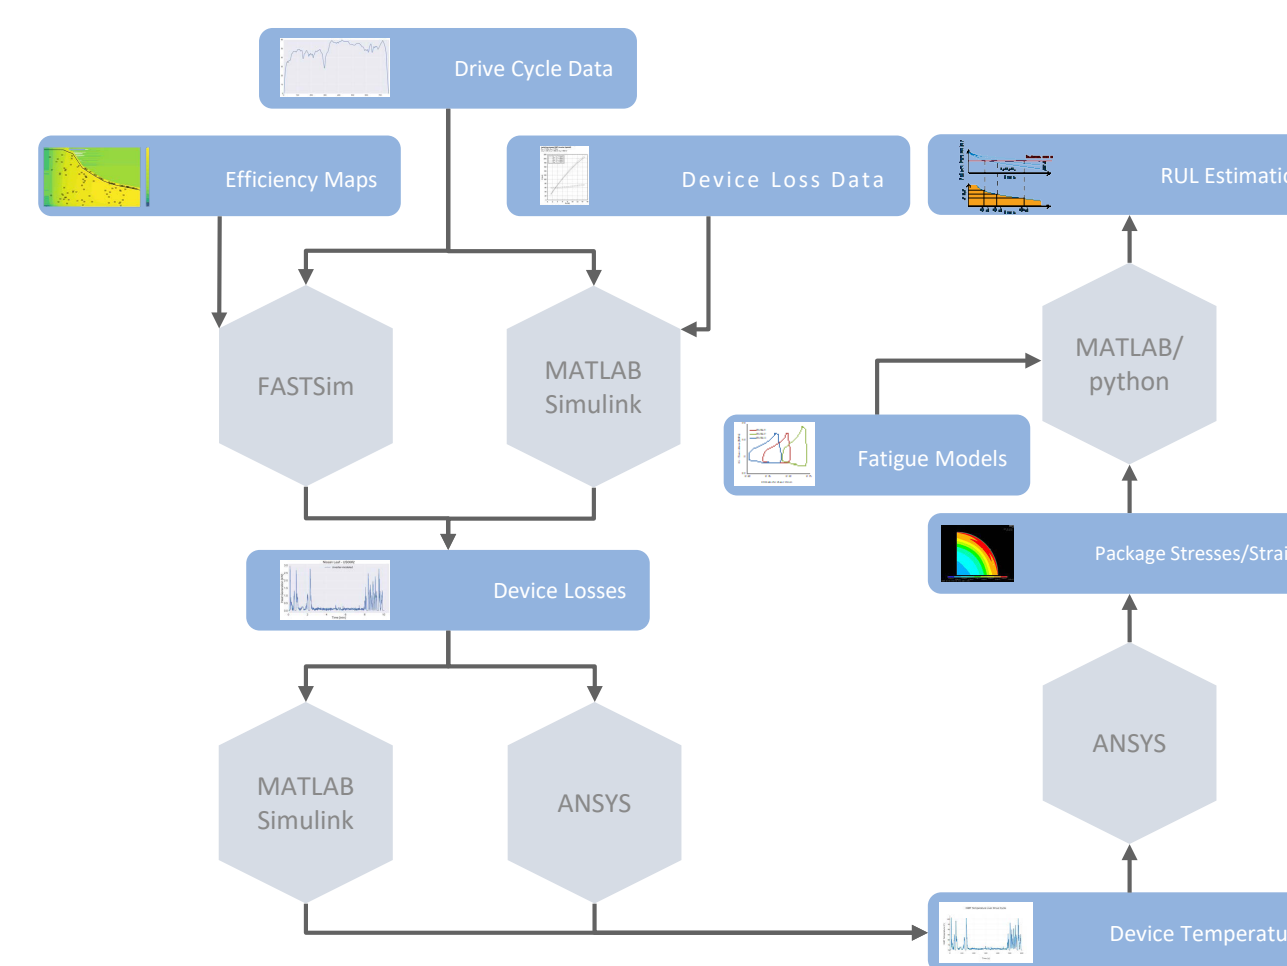 Drive Cycle Data
Efficiency Maps
Device Loss Data
RUL Estimatio
FASTSim
MATLAB
Simulink
MATLAB/
python
Fatigue Models
Package Stresses/Strai
Device Losses
MATLAB
Simulink
ANSYS
ANSYS
Device Temperatu